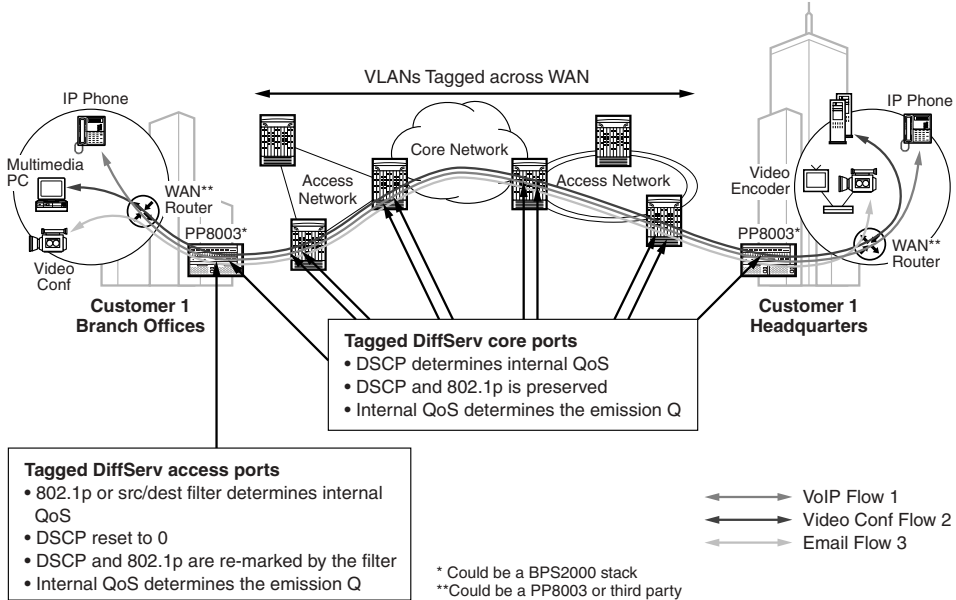 VLANs Tagged across WAN
IP Phone
Multimedia
PC
WAN**
Router
Video
Conf
PP8003*
Customer 1
Branch Offices
Access
Network
Core Network
Access Network
Video
Encoder
IP Phone
PP8003*
WAN**
Router
Customer 1
Headquarters
Tagged DiffServ core ports
• DSCP determines internal QoS
• DSCP and 802.1p is preserved
• Internal QoS determines the emission Q
Tagged DiffServ access ports
• 802.1p or src/dest filter determines internal
QoS
• DSCP reset to 0
• DSCP and 802.1p are re-marked by the filter
• Internal QoS determines the emission Q
VoIP Flow 1
Video Conf Flow 2
Email Flow 3
* Could be a BPS2000 stack
**Could be a PP8003 or third party